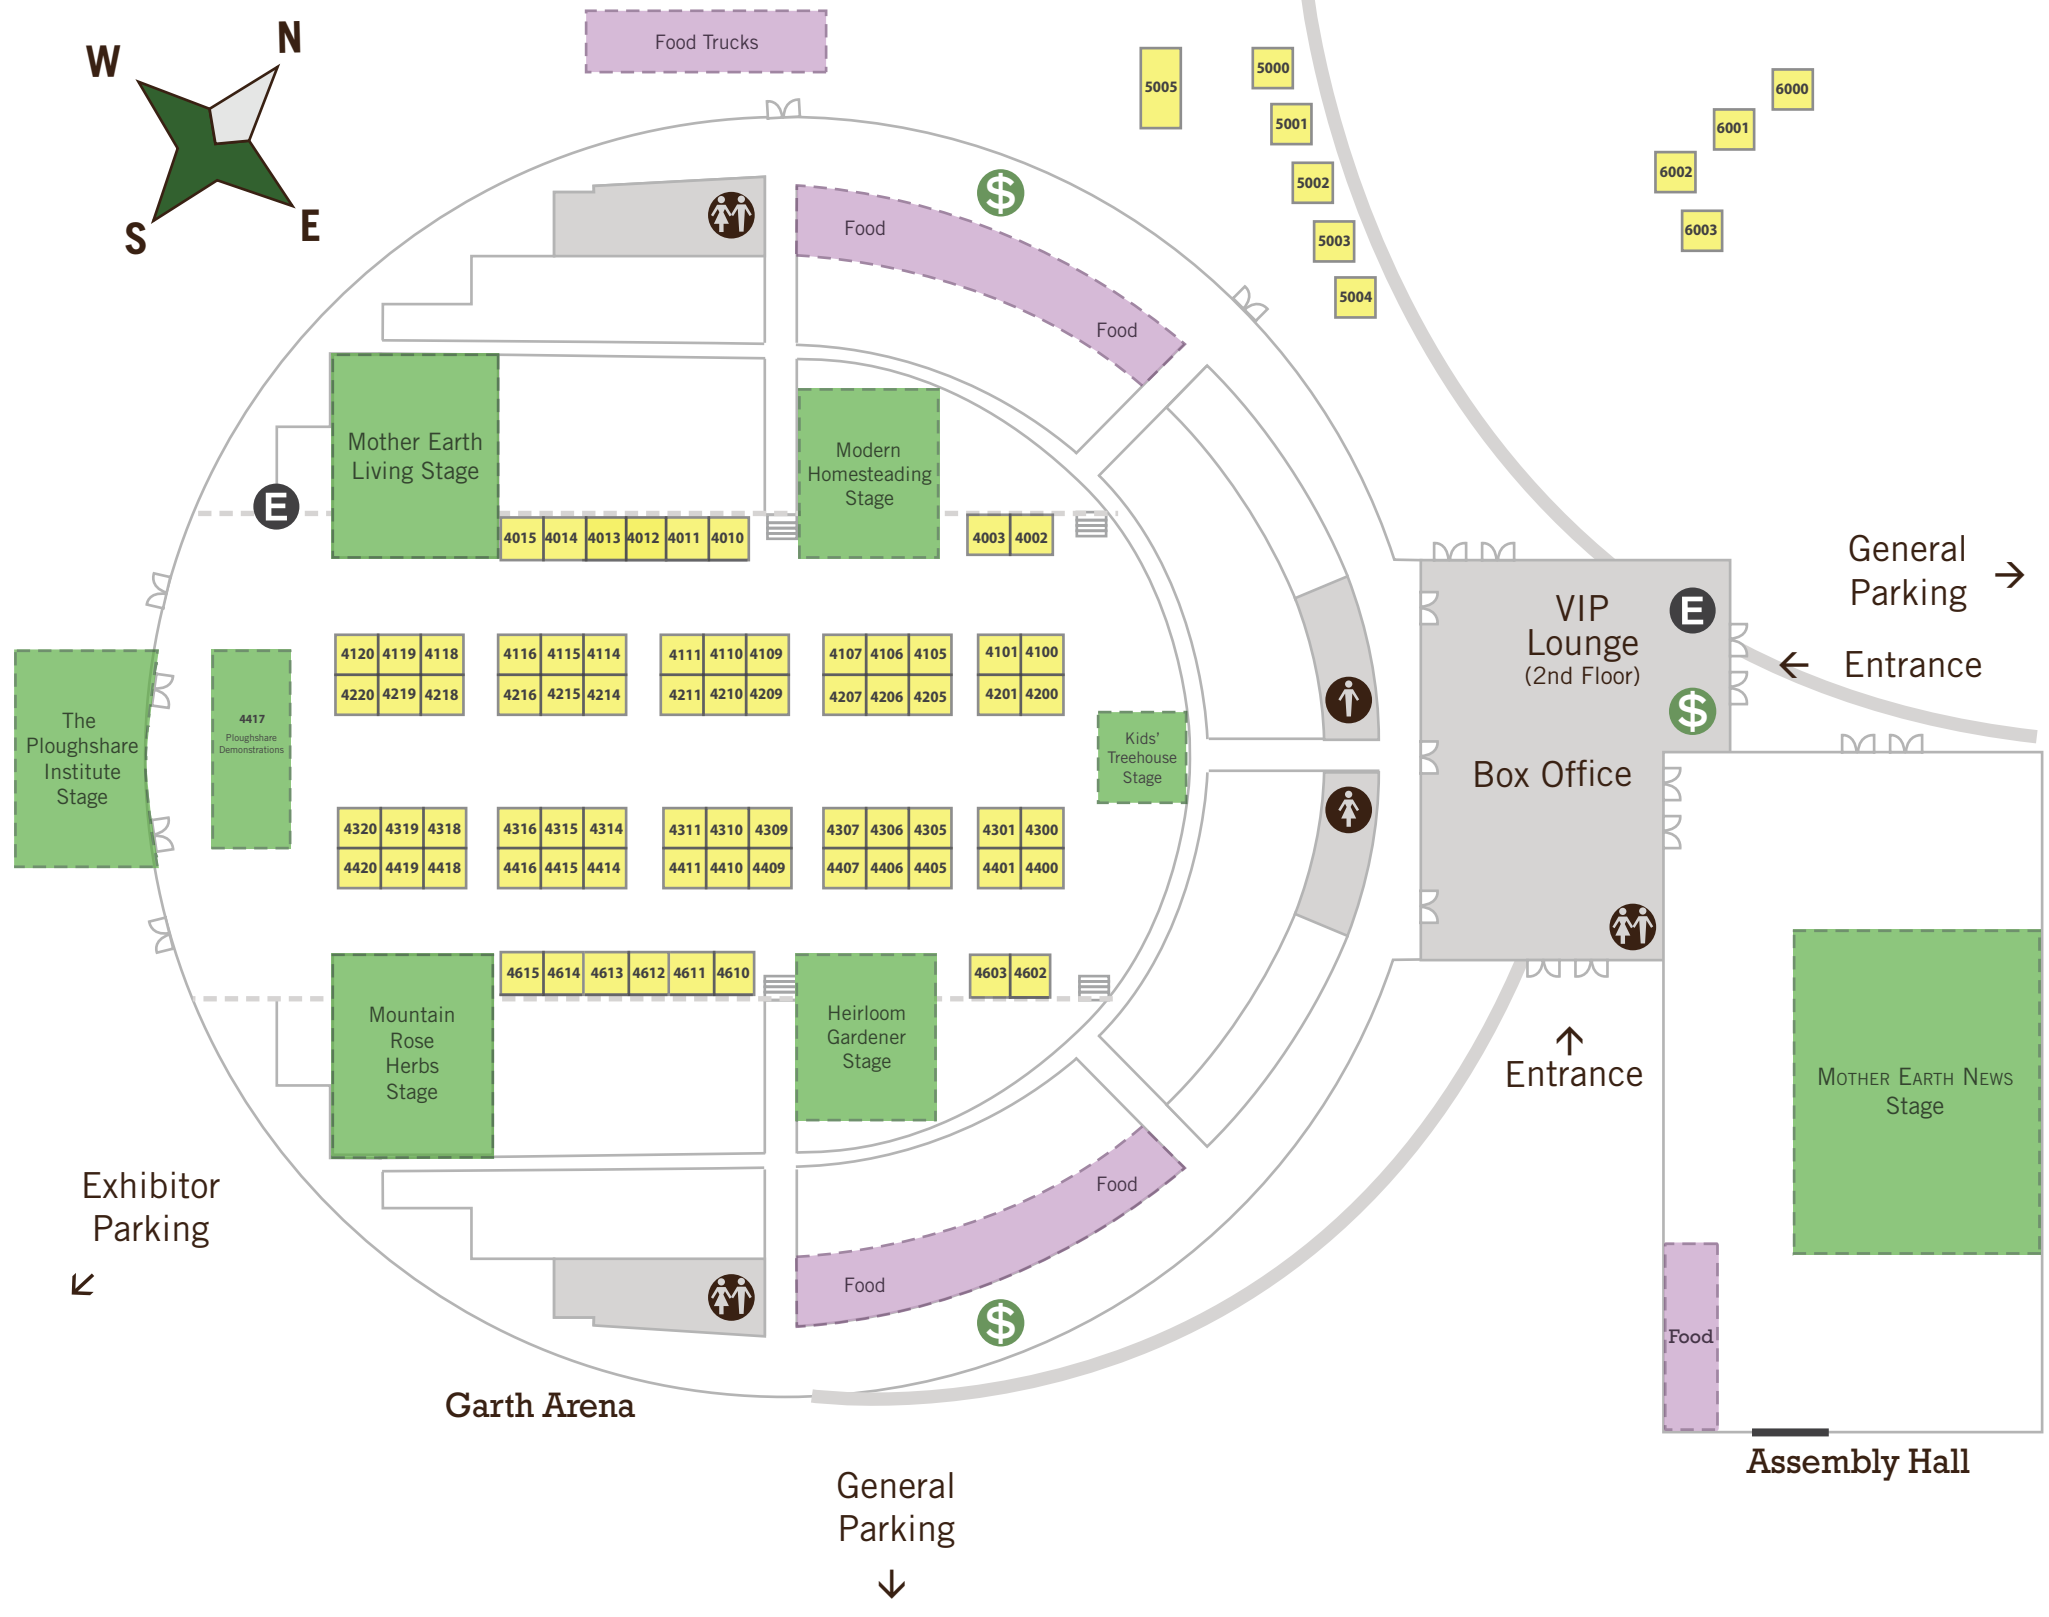 W
N
S
E
Food Trucks
5005
5000
5001
5002
5003
5004
6000
6001
6002
6003
$
Food
Food
Mother Earth
Living Stage
Modern
Homesteading
Stage
E
4015 4014 4013 4012 4011 4010
4003 4002
4120 4119 4118 4116 4115 4114 4111 4110 4109 4107 4106 4105 4101 4100
4220 4219 4218 4216 4215 4214 4211 4210 4209 4207 4206 4205 4201 4200
The
Ploughshare
Institute
Stage
4417
Ploughshare
Demonstrations
Kids'
Treehouse
Stage
VIP
Lounge
(2nd Floor)
E
$
Box Office
General
Parking
Entrance
4320 4319 4318 4316 4315 4314 4311 4310 4309 4307 4306 4305 4301 4300
4420 4419 4418 4416 4415 4414 4411 4410 4409 4407 4406 4405 4401 4400
4615 4614 4613 4612 4611 4610
4603 4602
Mountain
Rose
Herbs
Stage
Heirloom
Gardener
Stage
Entrance
Mother Earth News
Stage
Exhibitor
Parking
Food
Food
$
Food
Garth Arena
Assembly Hall
General
Parking